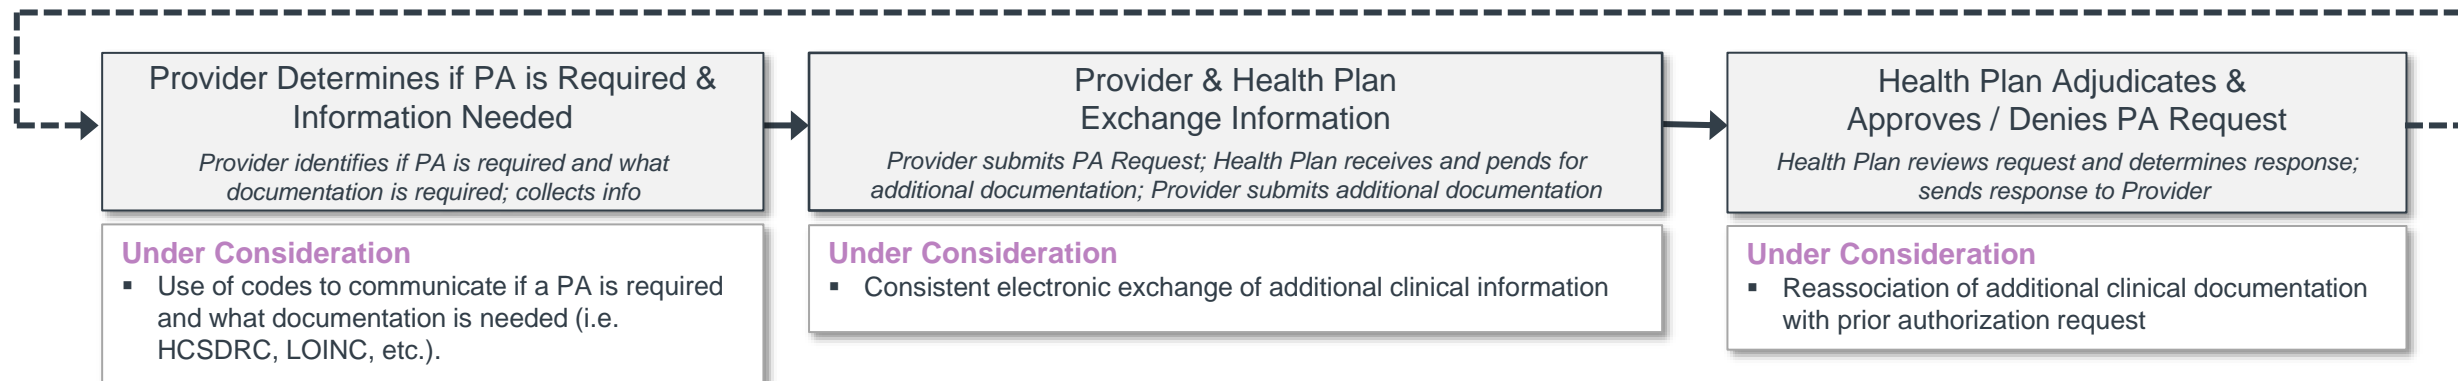 Provider Determines if PA is Required &
Information Needed
Provider identifies if PA is required and what
documentation is required; collects info
Under Consideration
▪ Use of codes to communicate if a PA is required
and what documentation is needed (i.e.
HCSDRC, LOINC, etc.).
Provider & Health Plan
Exchange Information
Provider submits PA Request; Health Plan receives and pends for
additional documentation; Provider submits additional documentation
Under Consideration
▪ Consistent electronic exchange of additional clinical information
Health Plan Adjudicates &
Approves / Denies PA Request
Health Plan reviews request and determines response;
sends response to Provider
Under Consideration
▪ Reassociation of additional clinical documentation
with prior authorization request